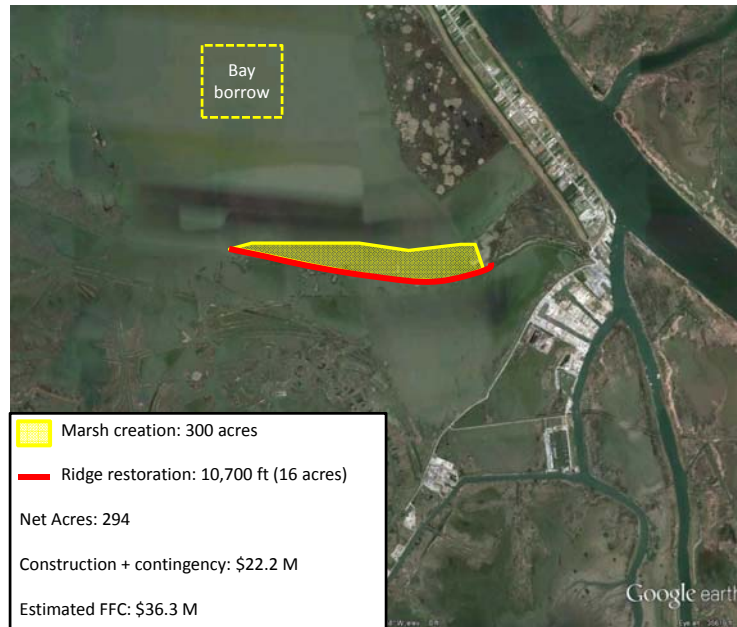 Bay
borrow
Marsh creation: 300 acres
Ridge restoration: 10,700 ft (16 acres)
Net Acres: 294
Construction + contingency: $22.2 M
Estimated FFC: $36.3 M
Google earth